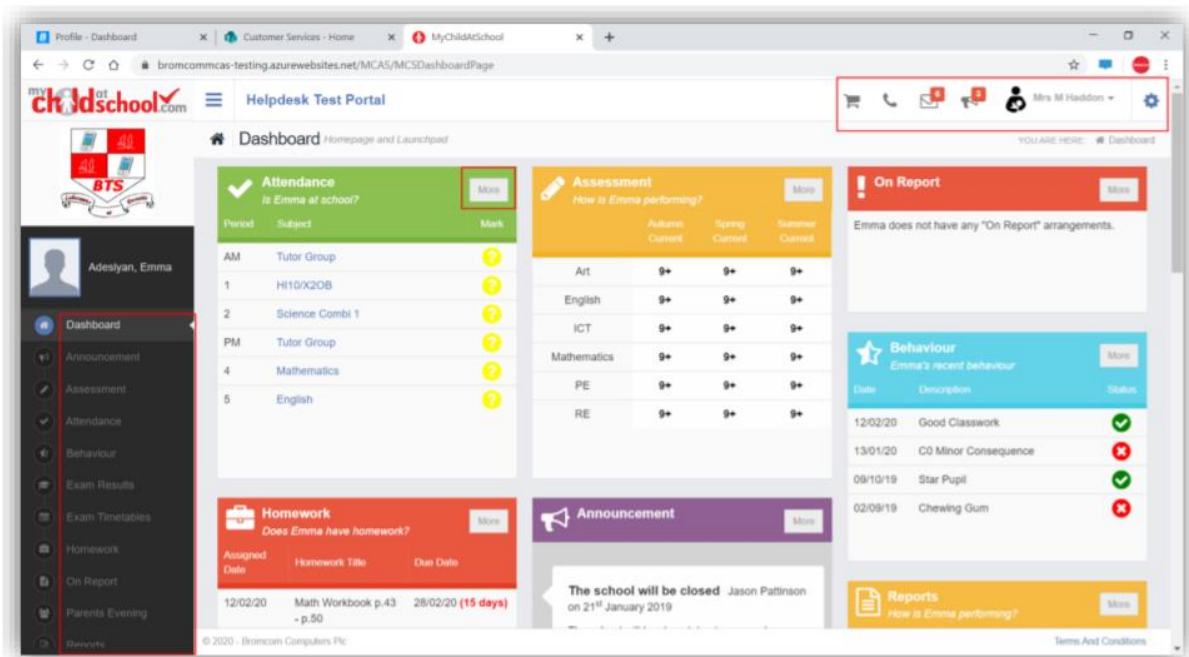 Profile - Dashboard
Customer Services - Home
MyChildAtSchool
bromcommcas-testing.azurewebsites.net/MCAS/MCSDashboardPage
my child at school.com
Helpdesk Test Portal
6
3
Mrs M Haddon
Dashboard Homepage and Launchpad
YOU ARE HERE: Dashboard
BTS
Adesiyan, Emma
Dashboard
Announcement
Assessment
Attendance
Behaviour
Exam Results
Exam Timetables
Homework
On Report
Parents Evening
Reports
Attendance
Is Emma at school?
More
Period Subject Mark
AM Tutor Group ?
1 HI10/X2OB ?
2 Science Combi 1 ?
PM Tutor Group ?
4 Mathematics ?
5 English ?
Assessment
How is Emma performing?
More
Autumn Current Spring Current Summer Current
Art 9+ 9+ 9+
English 9+ 9+ 9+
ICT 9+ 9+ 9+
Mathematics 9+ 9+ 9+
PE 9+ 9+ 9+
RE 9+ 9+ 9+
On Report
More
Emma does not have any "On Report" arrangements.
Behaviour
Emma's recent behaviour
More
Date Description Status
12/02/20 Good Classwork
13/01/20 C0 Minor Consequence
09/10/19 Star Pupil
02/09/19 Chewing Gum
Homework
Does Emma have homework?
More
Assigned Date Homework Title Due Date
12/02/20 Math Workbook p.43 28/02/20 (15 days)
- p.50
Announcement
More
The school will be closed Jason Pattinson
on 21st January 2019
Reports
How is Emma performing?
More
© 2020 - Bromcom Computers Plc
Terms And Conditions